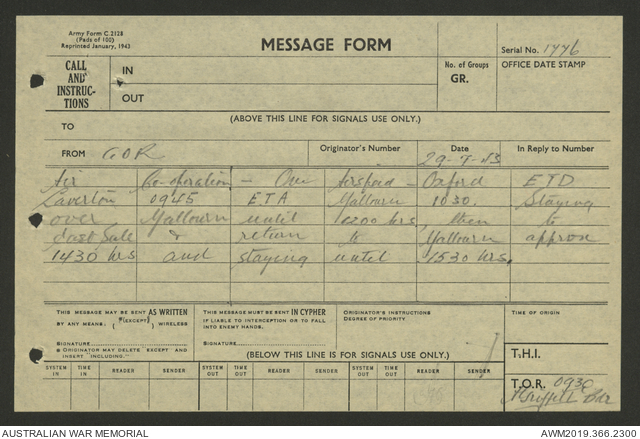 Army Form C.2128
(Pads of 100)
Reprinted January, 1943
MESSAGE FORM
Serial No. 1776
CALL AND INSTRUC-TIONS
IN
OUT
No. of Groups
GR.
OFFICE DATE STAMP
(ABOVE THIS LINE FOR SIGNALS USE ONLY.)
TO
FROM GOR
Originator's Number
Date
29-9-43
In Reply to Number
Air Co-operation - One Airspeed - Oxford ETD
Laverton 0945 ETA Yallourn 1030. Staying
over Yallourn until 1200 hrs, then to
East Sale & return to Yallourn approx
1430 hrs and staying until 1530 hrs.
THIS MESSAGE MAY BE SENT AS WRITTEN
BY ANY MEANS. (*(EXCEPT) WIRELESS
SIGNATURE
* ORIGINATOR MAY DELETE "EXCEPT" AND
INSERT "INCLUDING."
THIS MESSAGE MUST BE SENT IN CYPHER
IF LIABLE TO INTERCEPTION OR TO FALL
INTO ENEMY HANDS.
SIGNATURE
ORIGINATOR'S INSTRUCTIONS
DEGREE OF PRIORITY
TIME OF ORIGIN
(BELOW THIS LINE IS FOR SIGNALS USE ONLY.)
T.H.I.
SYSTEM IN TIME IN READER SENDER SYSTEM OUT TIME OUT READER SENDER SYSTEM OUT TIME OUT READER SENDER
T.O.R. 0930
AUSTRALIAN WAR MEMORIAL
AWM2019.366.2300